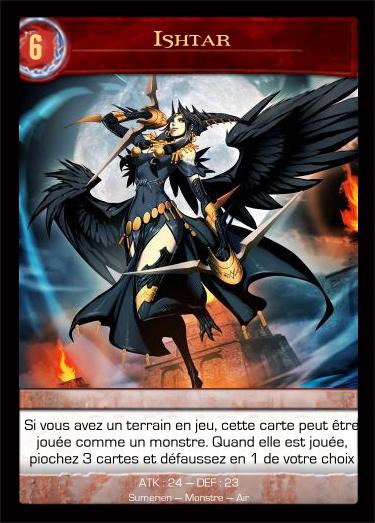 6
Ishtar
Si vous avez un terrain en jeu, cette carte peut être
jouée comme un monstre. Quand elle est jouée,
piochez 3 cartes et défaussez en 1 de votre choix
ATK : 24 — DEF : 23
Sumerien — Monstre — Air